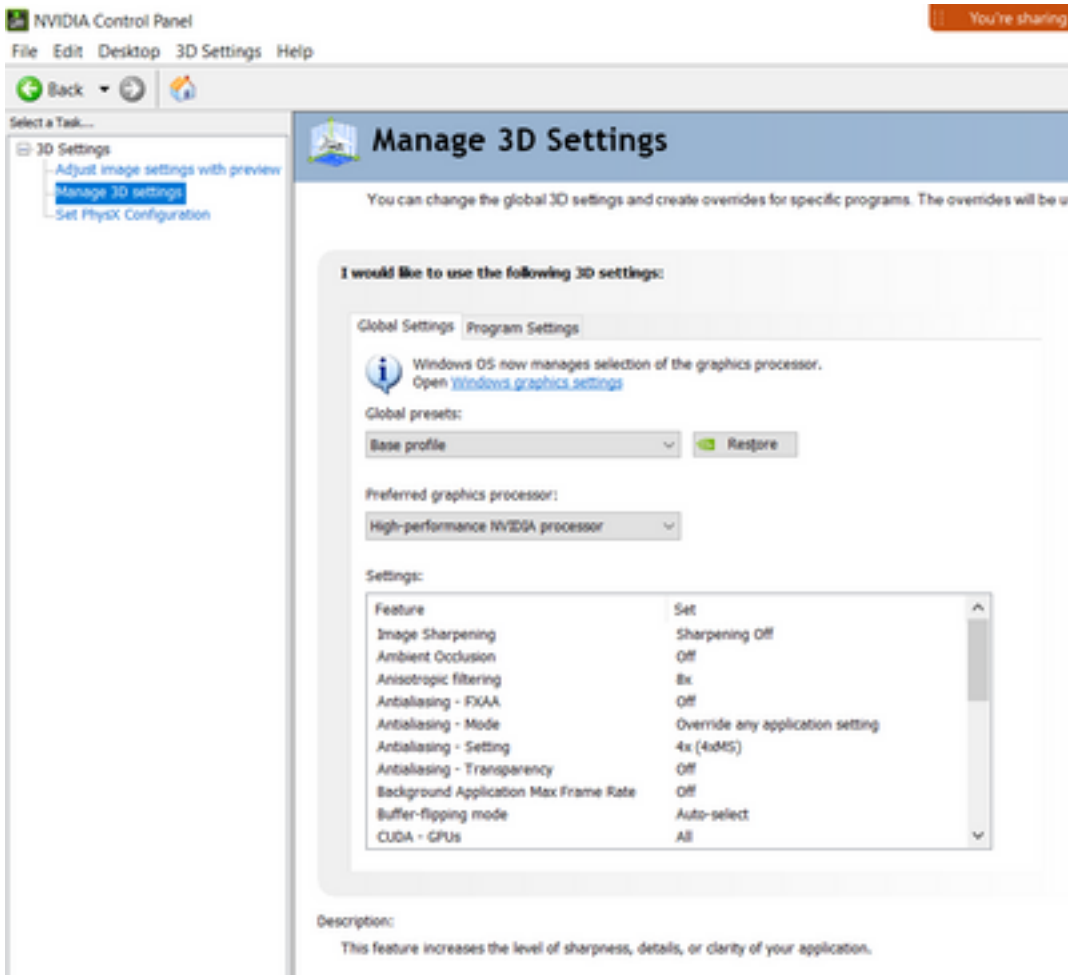 NVIDIA Control Panel
You're sharing
File Edit Desktop 3D Settings Help
Back
Select a Task...
3D Settings
Adjust image settings with preview
Manage 3D settings
Set PhysX Configuration
Manage 3D Settings
You can change the global 3D settings and create overrides for specific programs. The overrides will be u
I would like to use the following 3D settings:
Global Settings Program Settings
Windows OS now manages selection of the graphics processor.
Open Windows graphics settings
Global presets:
Base profile Restore
Preferred graphics processor:
High-performance NVIDIA processor
Settings:
Feature Set
Image Sharpening Sharpening Off
Ambient Occlusion Off
Anisotropic filtering 8x
Antialiasing - FXAA Off
Antialiasing - Mode Override any application setting
Antialiasing - Setting 4x (4xMS)
Antialiasing - Transparency Off
Background Application Max Frame Rate Off
Buffer-flipping mode Auto-select
CUDA - GPUs All
Description:
This feature increases the level of sharpness, details, or clarity of your application.